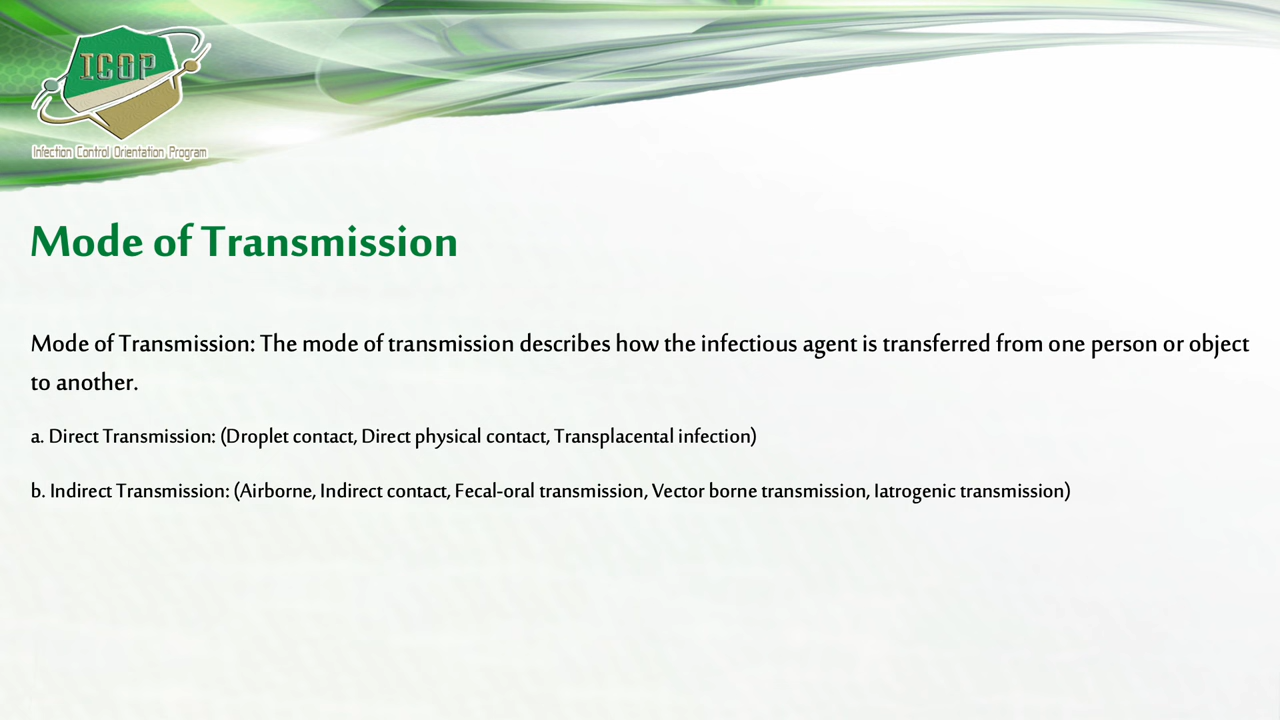 ICOP
Infection Control Orientation Program
Mode of Transmission
Mode of Transmission: The mode of transmission describes how the infectious agent is transferred from one person or object
to another.
a. Direct Transmission: (Droplet contact, Direct physical contact, Transplacental infection)
b. Indirect Transmission: (Airborne, Indirect contact, Fecal-oral transmission, Vector borne transmission, Iatrogenic transmission)